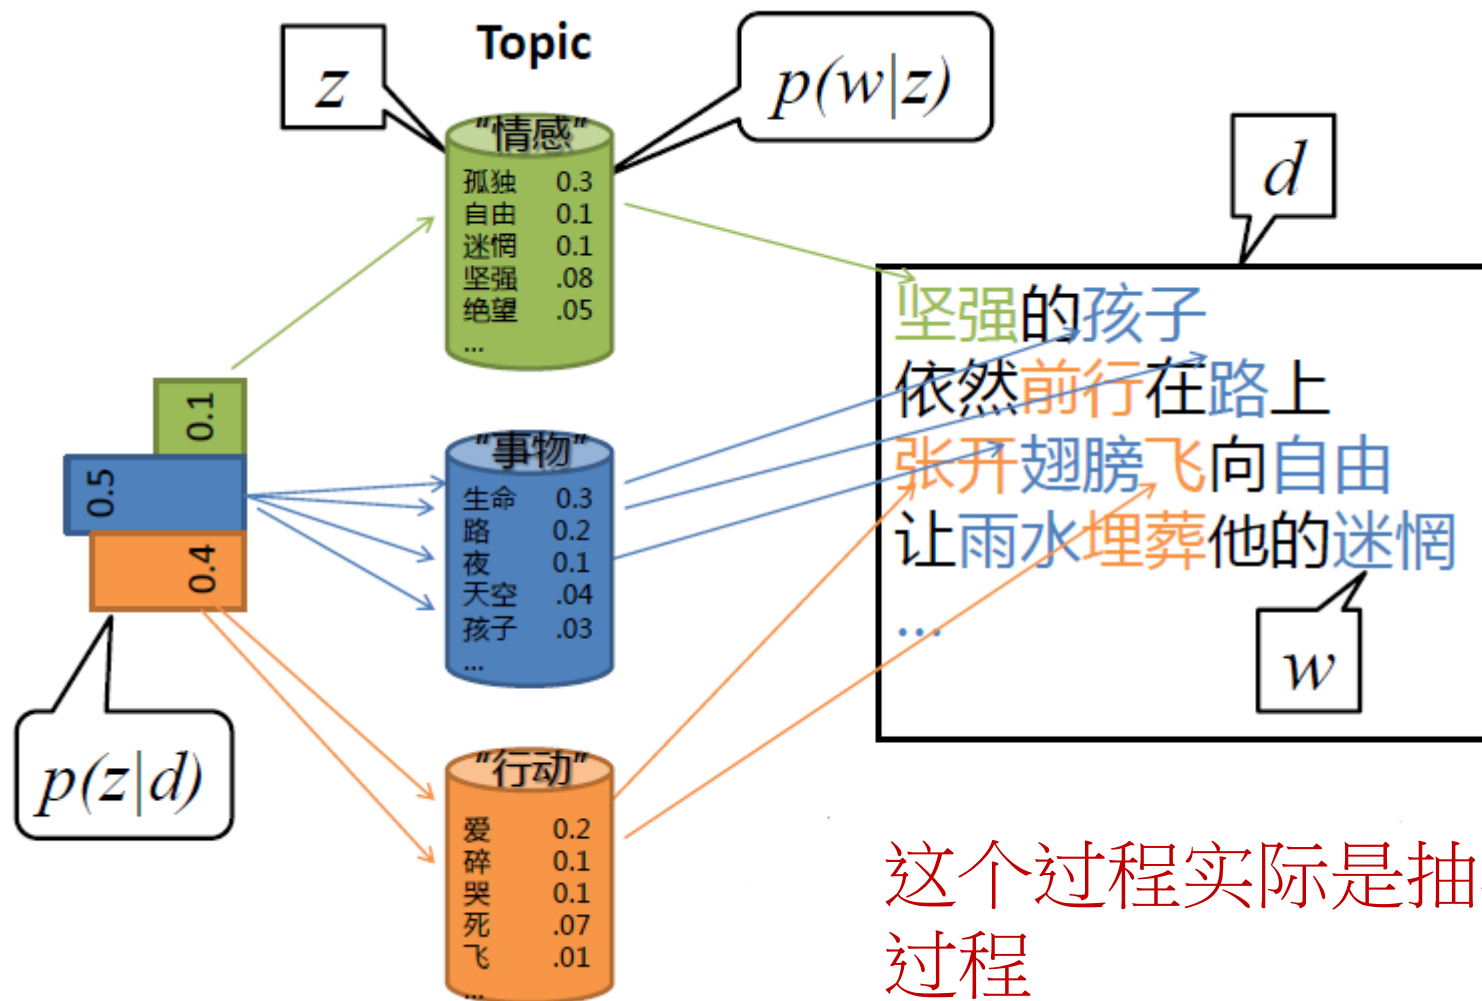 Topic
z
p(w|z)
"情感"
孤独 0.3
自由 0.1
迷惘 0.1
坚强 .08
绝望 .05
...
d
坚强的孩子
依然前行在路上
张开翅膀飞向自由
让雨水埋葬他的迷惘
...
w
0.1
0.5
0.4
p(z|d)
"事物"
生命 0.3
路 0.2
夜 0.1
天空 .04
孩子 .03
...
"行动"
爱 0.2
碎 0.1
哭 0.1
死 .07
飞 .01
...
这个过程实际是抽
过程